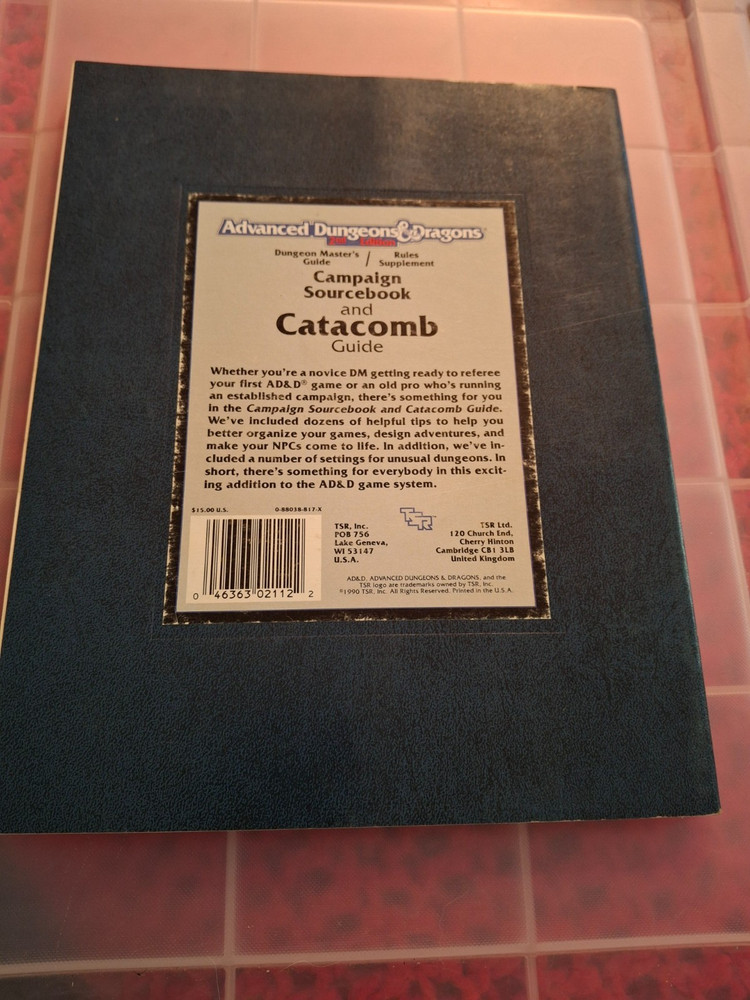 Advanced Dungeons&Dragons®
2nd Edition
Dungeon Master's / Rules
Guide Supplement
Campaign
Sourcebook
and
Catacomb
Guide
Whether you're a novice DM getting ready to referee
your first AD&D® game or an old pro who's running
an established campaign, there's something for you
in the Campaign Sourcebook and Catacomb Guide.
We've included dozens of helpful tips to help you
better organize your games, design adventures, and
make your NPCs come to life. In addition, we've in-
cluded a number of settings for unusual dungeons. In
short, there's something for everybody in this excit-
ing addition to the AD&D game system.
$15.00 U.S. 0-88038-817-X
0 46363 02112 2
TSR, Inc.
POB 756
Lake Geneva,
WI 53147
U.S.A.
TSR
TSR Ltd.
120 Church End,
Cherry Hinton
Cambridge CB1 3LB
United Kingdom
AD&D, ADVANCED DUNGEONS & DRAGONS, and the
TSR logo are trademarks owned by TSR, Inc.
©1990 TSR, Inc. All Rights Reserved. Printed in the U.S.A.